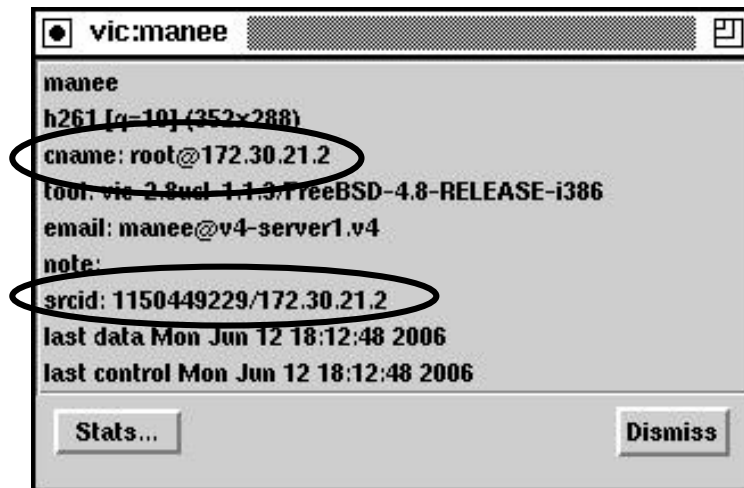 vic:manee
manee
h261 [q=10] (352x288)
cname: root@172.30.21.2
tool: vic-2.8ucl-1.1.3/FreeBSD-4.8-RELEASE-i386
email: manee@v4-server1.v4
note:
srcid: 1150449229/172.30.21.2
last data Mon Jun 12 18:12:48 2006
last control Mon Jun 12 18:12:48 2006
Stats... Dismiss